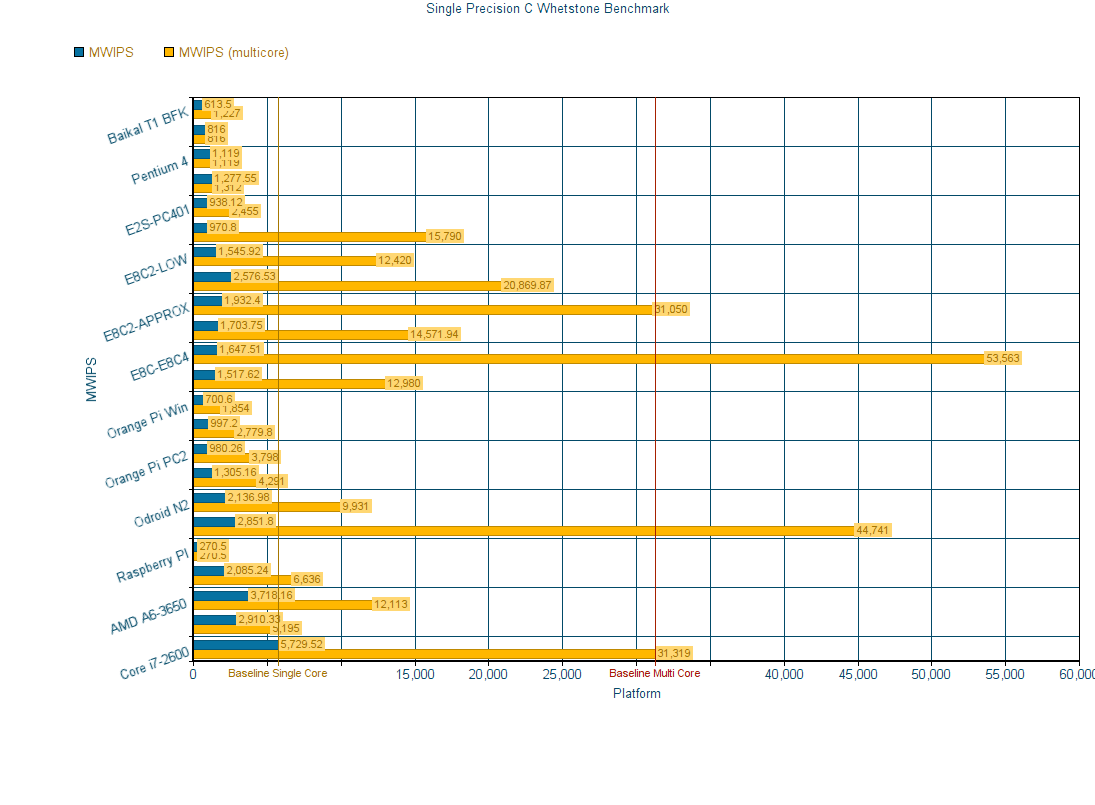 Single Precision C Whetstone Benchmark
MWIPS
MWIPS (multicore)
Baikal T1 BFK
613.5
1,227
816
816
Pentium 4
1,119
1,119
1,277.55
1,312
E2S-PC401
938.12
2,455
970.8
15,790
E8C2-LOW
1,545.92
12,420
2,576.53
20,869.87
E8C2-APPROX
1,932.4
31,050
1,703.75
14,571.94
E8C-E8C4
1,647.51
53,563
1,517.62
12,980
Orange Pi Win
700.6
1,854
997.2
2,779.8
Orange Pi PC2
980.26
3,798
1,305.16
4,291
Odroid N2
2,136.98
9,931
2,851.8
44,741
Raspberry PI
270.5
270.5
2,085.24
6,636
AMD A6-3650
3,718.16
12,113
2,910.33
5,195
Core i7-2600
5,729.52
31,319
MWIPS
0
Baseline Single Core
15,000
20,000
25,000
Baseline Multi Core
40,000
45,000
50,000
55,000
60,000
Platform